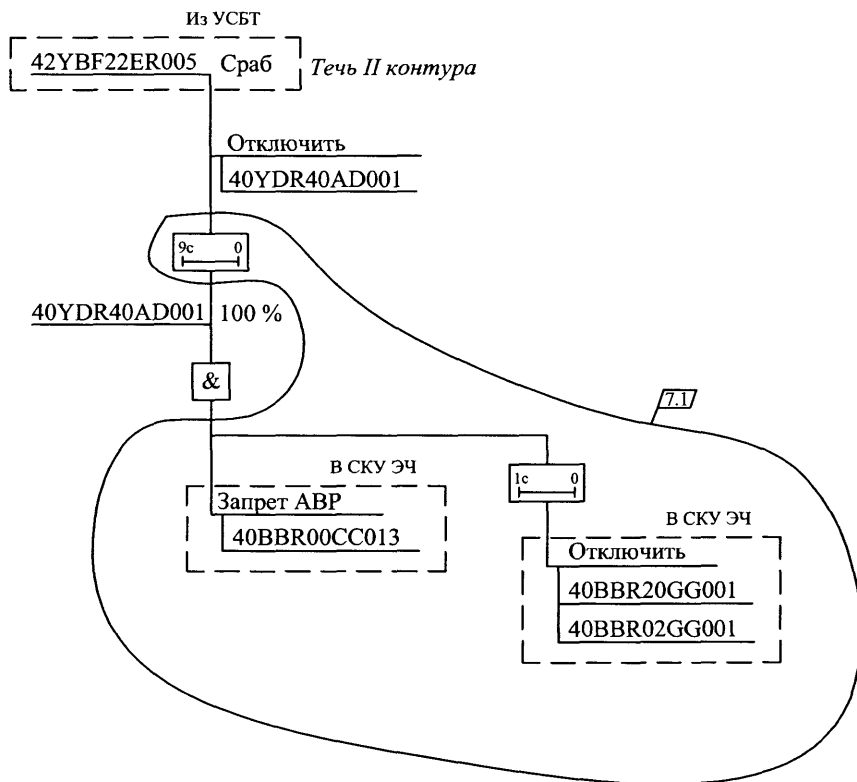 Из УСБТ
42YBF22ER005 Сраб
Течь II контура
Отключить
40YDR40AD001
9с 0
40YDR40AD001 100 %
&
7.1
В СКУ ЭЧ
1с 0
Запрет АВР
40BBR00CC013
В СКУ ЭЧ
Отключить
40BBR20GG001
40BBR02GG001